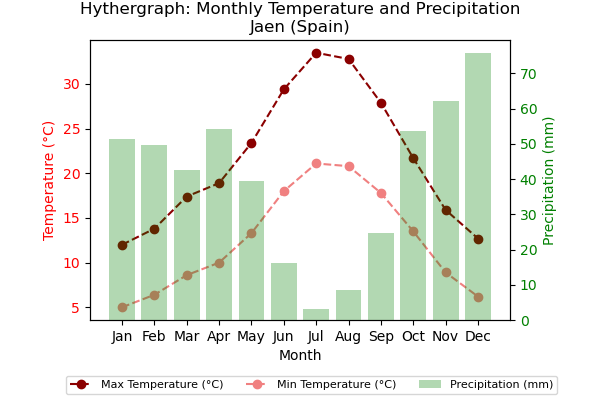 Hythergraph: Monthly Temperature and Precipitation
Jaen (Spain)
Temperature (°C)
30
25
20
15
10
5
70
60
50
40
30
20
10
0
Precipitation (mm)
Jan Feb Mar Apr May Jun Jul Aug Sep Oct Nov Dec
Month
Max Temperature (°C) Min Temperature (°C) Precipitation (mm)